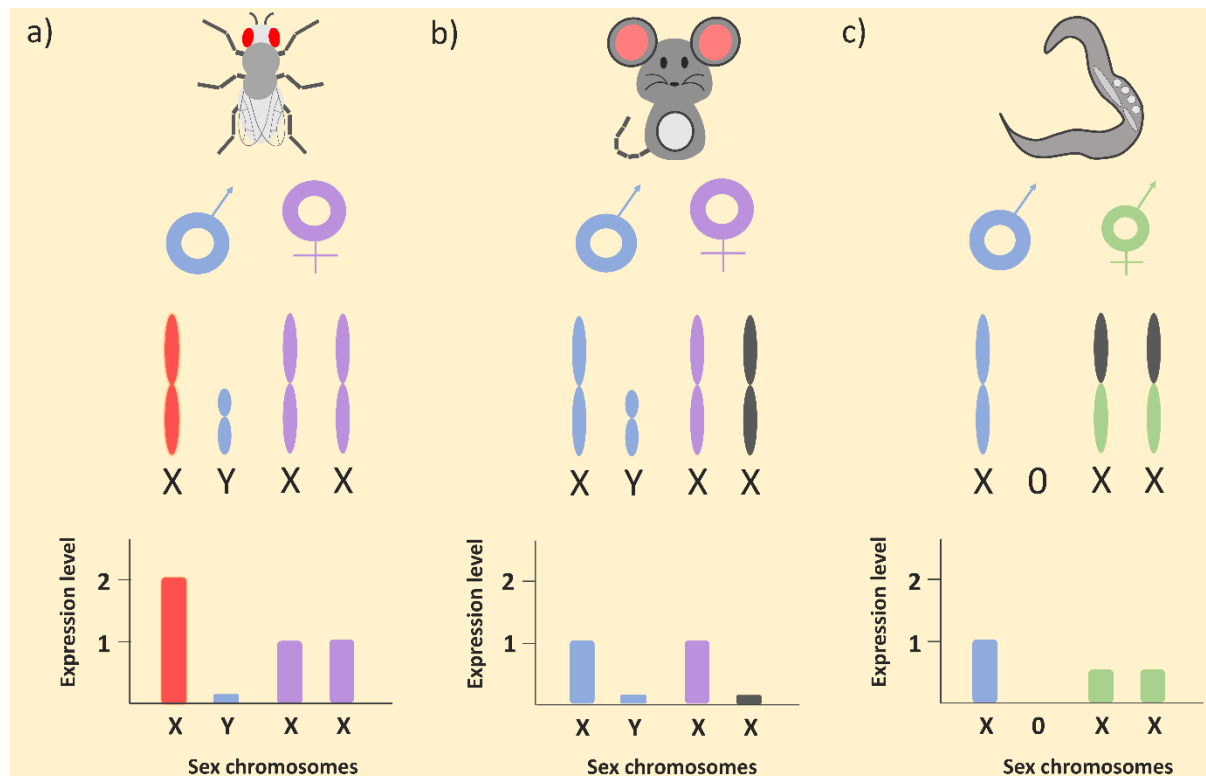 a)
X Y X X
Expression level
2
1
X Y X X
Sex chromosomes
b)
X Y X X
Expression level
2
1
X Y X X
Sex chromosomes
c)
X 0 X X
Expression level
2
1
X 0 X X
Sex chromosomes